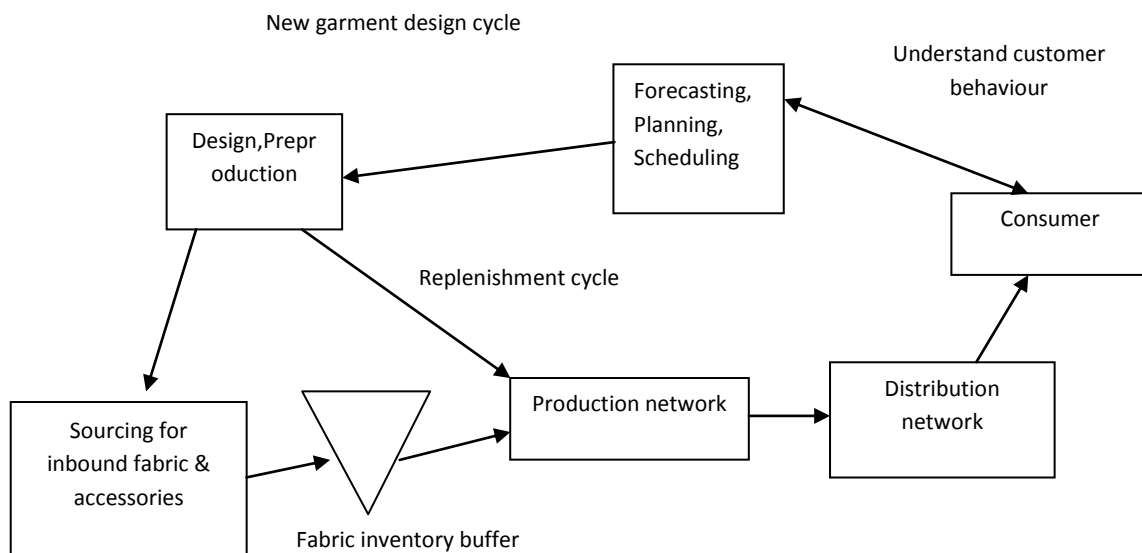 New garment design cycle
Understand customer
behaviour
Forecasting,
Planning,
Scheduling
Design,Prepr
oduction
Consumer
Replenishment cycle
Production network
Distribution
network
Sourcing for
inbound fabric &
accessories
Fabric inventory buffer